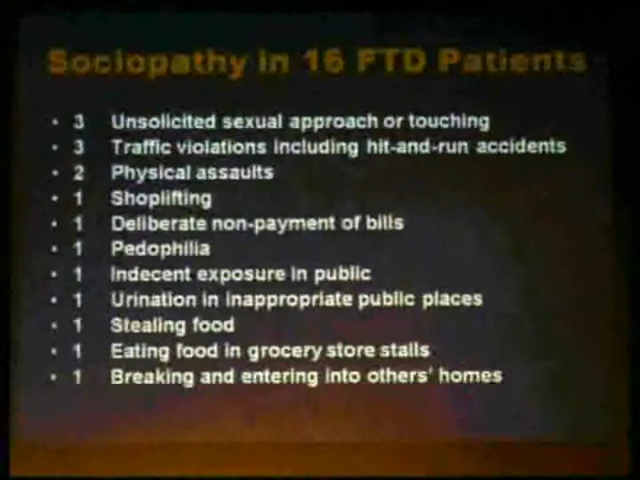 Sociopathy in 16 FTD Patients
• 3 Unsolicited sexual approach or touching
• 3 Traffic violations including hit-and-run accidents
• 2 Physical assaults
• 1 Shoplifting
• 1 Deliberate non-payment of bills
• 1 Pedophilia
• 1 Indecent exposure in public
• 1 Urination in inappropriate public places
• 1 Stealing food
• 1 Eating food in grocery store stalls
• 1 Breaking and entering into others' homes